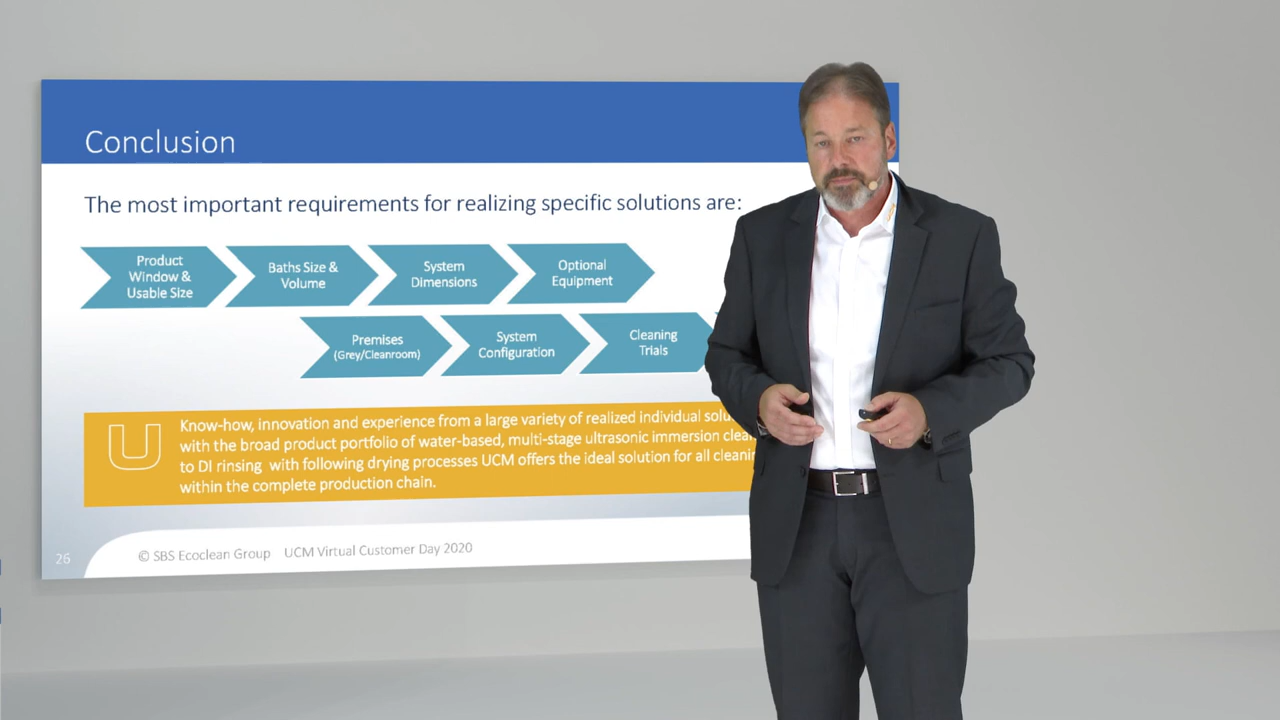 Conclusion
The most important requirements for realizing specific solutions are:
Product
Window &
Usable Size
Baths Size &
Volume
System
Dimensions
Optional
Equipment
Premises
(Grey/Cleanroom)
System
Configuration
Cleaning
Trials
U
Know-how, innovation and experience from a large variety of realized individual
with the broad product portfolio of water-based, multi-stage ultrasonic immersion
to DI rinsing with following drying processes UCM offers the ideal solution for all
within the complete production chain.
26
© SBS Ecoclean Group UCM Virtual Customer Day 2020